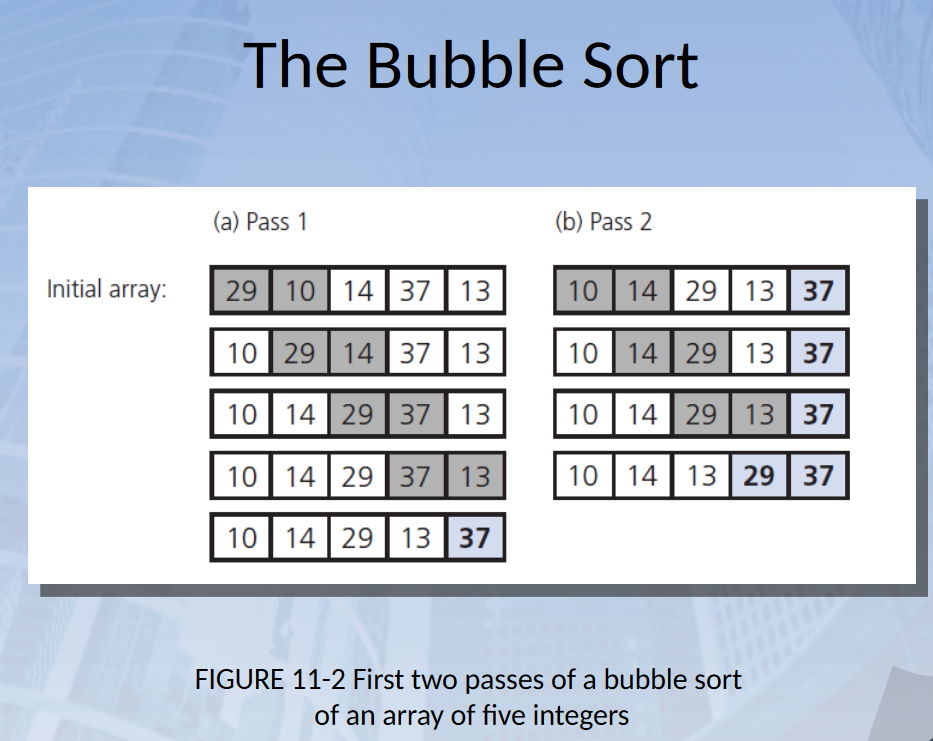 The Bubble Sort
(a) Pass 1
(b) Pass 2
Initial array:
29 10 14 37 13
10 29 14 37 13
10 14 29 37 13
10 14 29 37 13
10 14 29 13 37
10 14 29 13 37
10 14 29 13 37
10 14 29 13 37
10 14 13 29 37
FIGURE 11-2 First two passes of a bubble sort
of an array of five integers